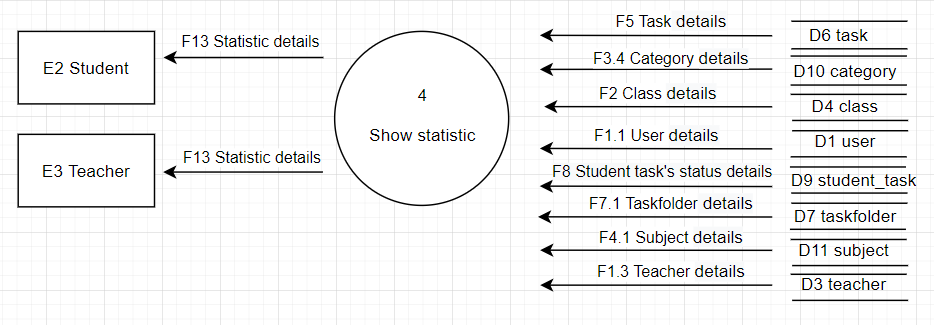 F5 Task details
D6 task
F13 Statistic details
E2 Student
F3.4 Category details
D10 category
4
Show statistic
F2 Class details
D4 class
F1.1 User details
D1 user
F13 Statistic details
E3 Teacher
F8 Student task's status details
D9 student_task
F7.1 Taskfolder details
D7 taskfolder
F4.1 Subject details
D11 subject
F1.3 Teacher details
D3 teacher